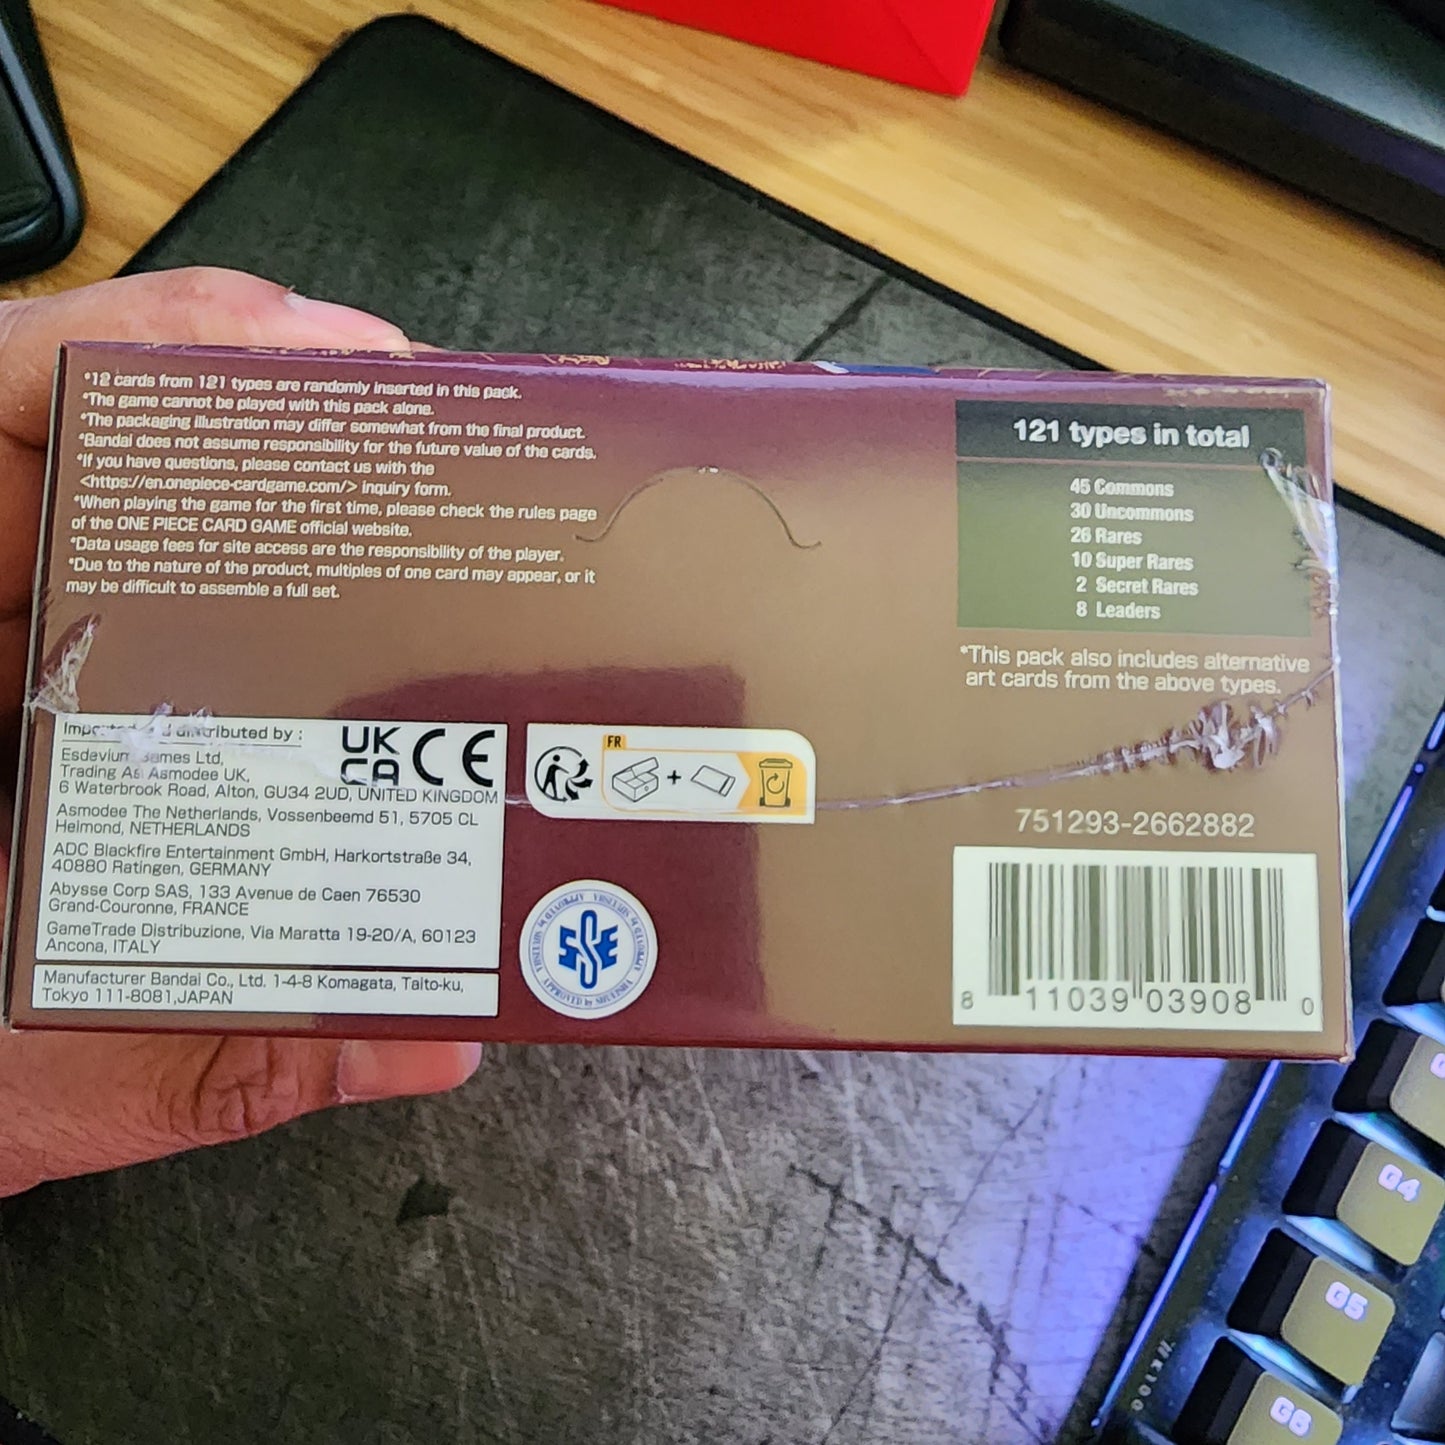 *12 cards from 121 types are randomly inserted in this pack.
*The game cannot be played with this pack alone.
*The packaging illustration may differ somewhat from the final product.
*Bandai does not assume responsibility for the future value of the cards.
*If you have questions, please contact us with the
<https://en.onepiece-cardgame.com/> inquiry form.
*When playing the game for the first time, please check the rules page
of the ONE PIECE CARD GAME official website.
*Data usage fees for site access are the responsibility of the player.
*Due to the nature of the product, multiples of one card may appear, or it
may be difficult to assemble a full set.
121 types in total
45 Commons
30 Uncommons
26 Rares
10 Super Rares
2 Secret Rares
8 Leaders
*This pack also includes alternative
art cards from the above types.
distributed by :
Esdevium Games Ltd,
Trading As Asmodee UK,
6 Waterbrook Road, Alton, GU34 2UD, UNITED KINGDOM
Asmodee The Netherlands, Vossenbeemd 51, 5705 CL
Helmond, NETHERLANDS
ADC Blackfire Entertainment GmbH, Harkortstraße 34,
40880 Ratingen, GERMANY
Abysse Corp SAS, 133 Avenue de Caen 76530
Grand-Couronne, FRANCE
GameTrade Distribuzione, Via Maratta 19-20/A, 60123
Ancona, ITALY
Manufacturer Bandai Co., Ltd. 1-4-8 Komagata, Taito-ku,
Tokyo 111-8081,JAPAN
UK
CA
CE
FR
+
APPROVED by SHUEISHA
751293-2662882
8 11039 03908 0
G4
G5
G6